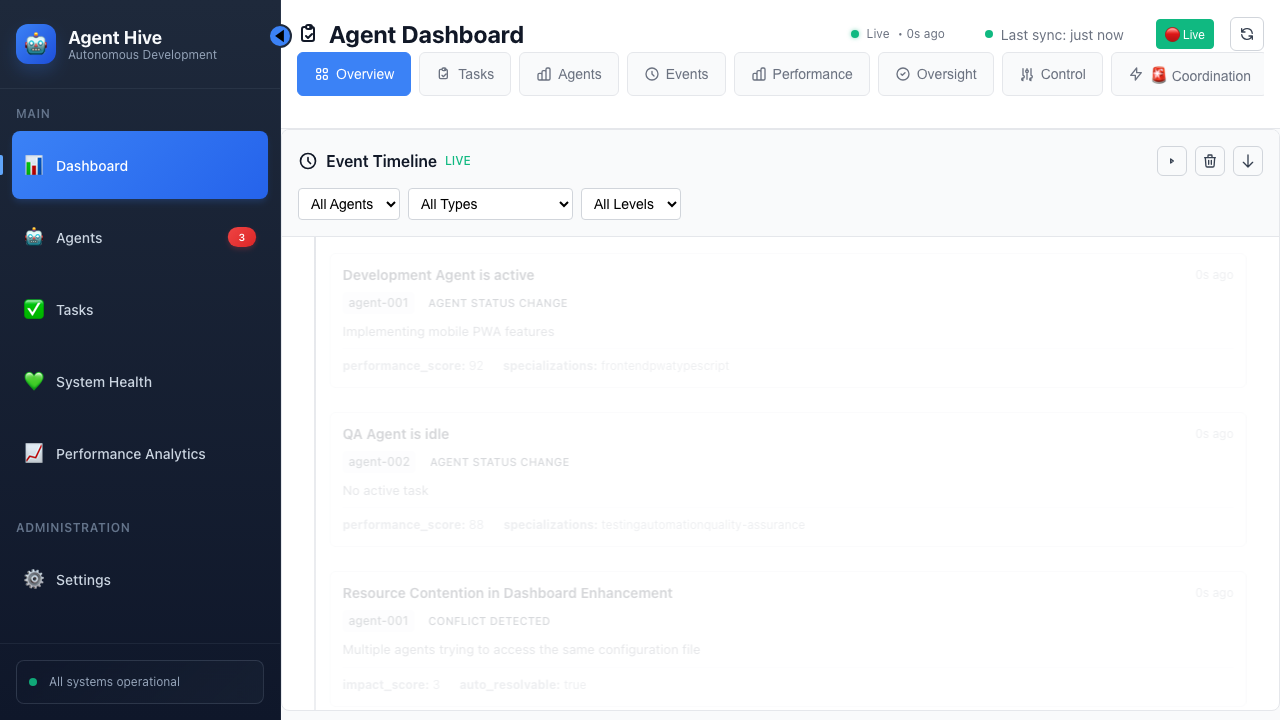 Agent Hive
Autonomous Development
MAIN
Dashboard
Agents
3
Tasks
System Health
Performance Analytics
ADMINISTRATION
Settings
All systems operational
Agent Dashboard
Live • 0s ago
Last sync: just now
Live
Overview
Tasks
Agents
Events
Performance
Oversight
Control
Coordination
Event Timeline LIVE
All Agents
All Types
All Levels
Development Agent is active
0s ago
agent-001 AGENT STATUS CHANGE
Implementing mobile PWA features
performance_score: 92 specializations: frontendpwatypescript
QA Agent is idle
0s ago
agent-002 AGENT STATUS CHANGE
No active task
performance_score: 88 specializations: testingautomationquality-assurance
Resource Contention in Dashboard Enhancement
0s ago
agent-001 CONFLICT DETECTED
Multiple agents trying to access the same configuration file
impact_score: 3 auto_resolvable: true